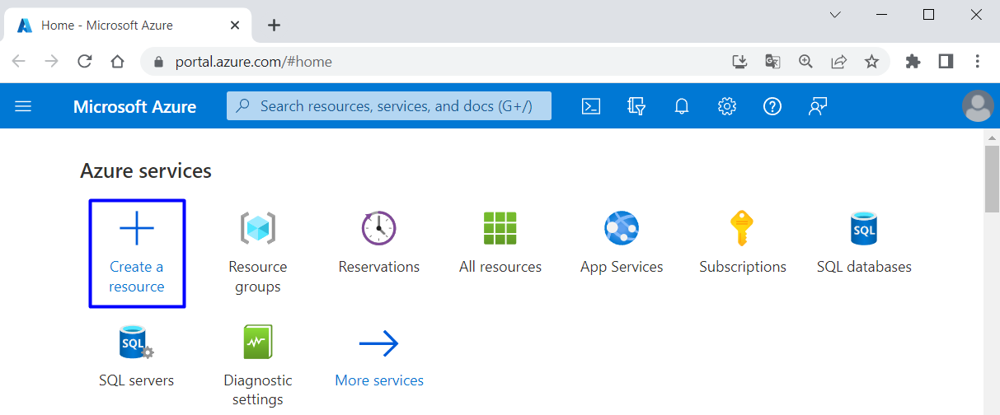 Home - Microsoft Azure
portal.azure.com/#home
Microsoft Azure
Search resources, services, and docs (G+/)
Azure services
Create a
resource
Resource
groups
Reservations
All resources
App Services
Subscriptions
SQL
SQL databases
SQL
SQL servers
Diagnostic
settings
More services